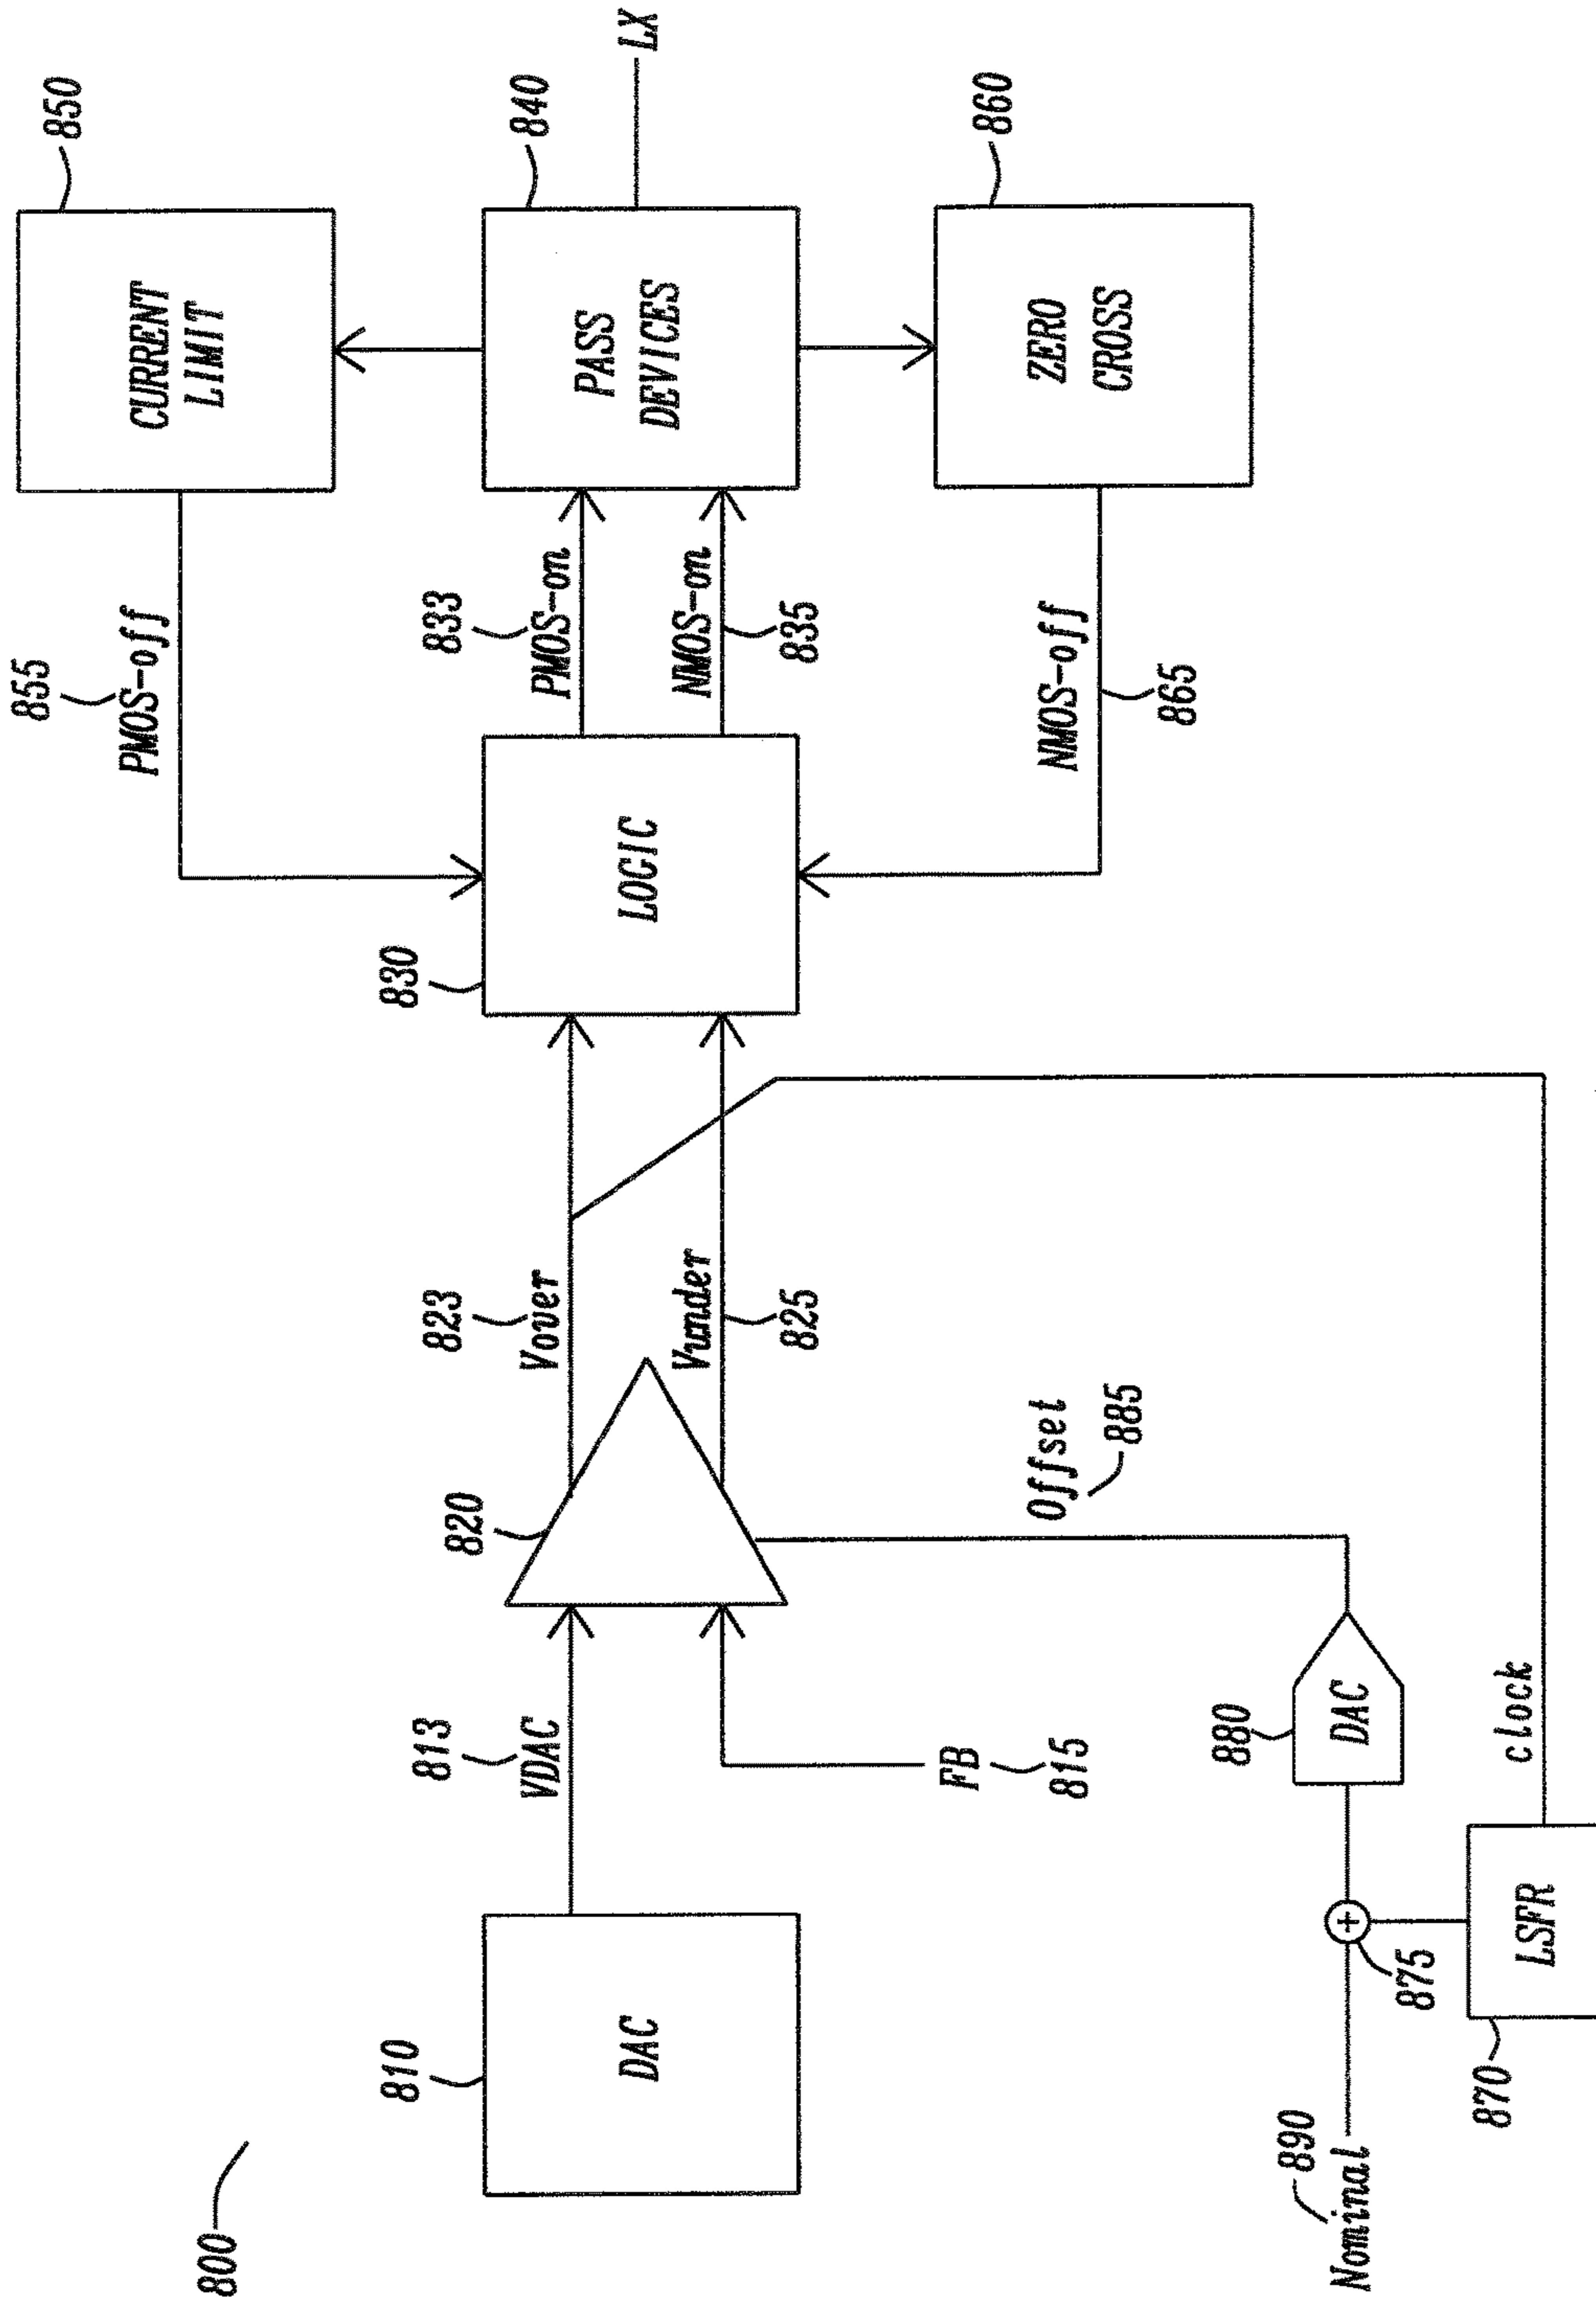 800
810
DAC
813
VDAC
FB
815
820
823
Vover
Vunder
825
830
LOGIC
855
PMOS-off
833
PMOS-on
NMOS-on
835
NMOS-off
865
850
CURRENT
LIMIT
840
PASS
DEVICES
LX
860
ZERO
CROSS
Offset
885
880
DAC
clock
890
Nominal
875
870
LSFR